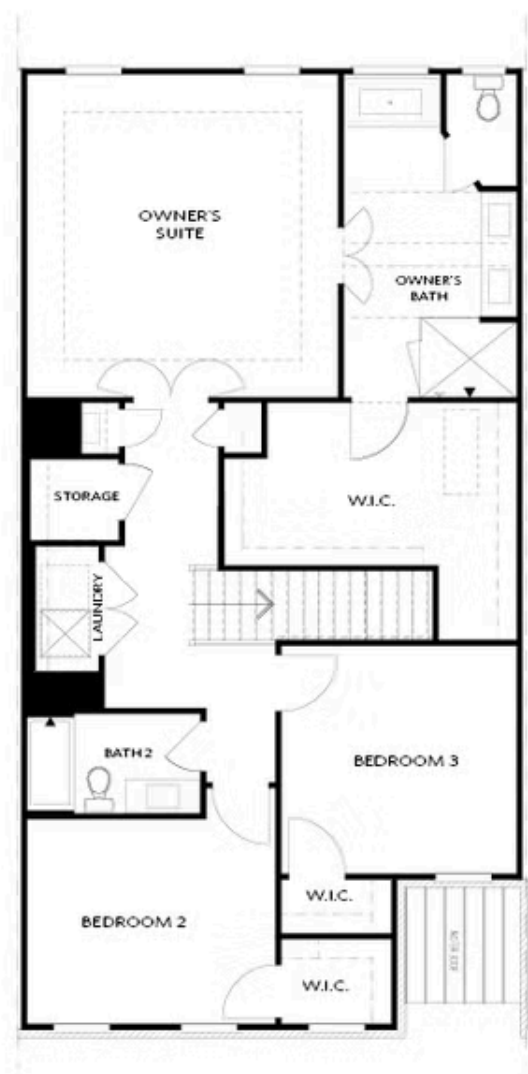 OWNER'S
SUITE
OWNER'S
BATH
STORAGE
W.I.C.
LAUNDRY
BATH 2
BEDROOM 3
W.I.C.
BEDROOM 2
W.I.C.